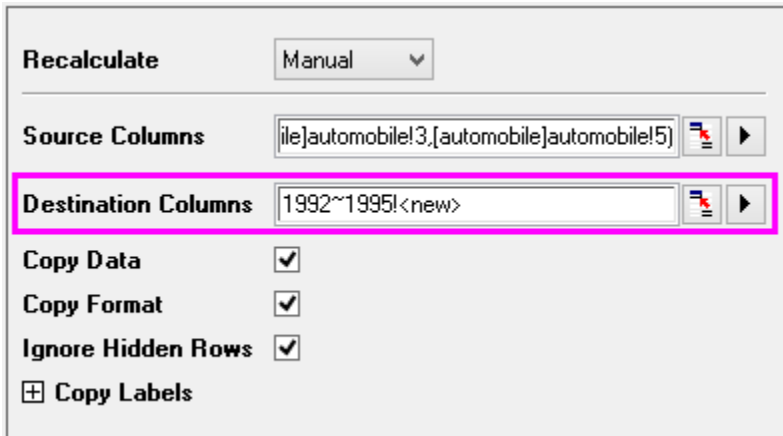 Recalculate Manual
Source Columns ile]automobile!3,[automobile]automobile!5)
Destination Columns 1992~1995!<new>
Copy Data
Copy Format
Ignore Hidden Rows
Copy Labels